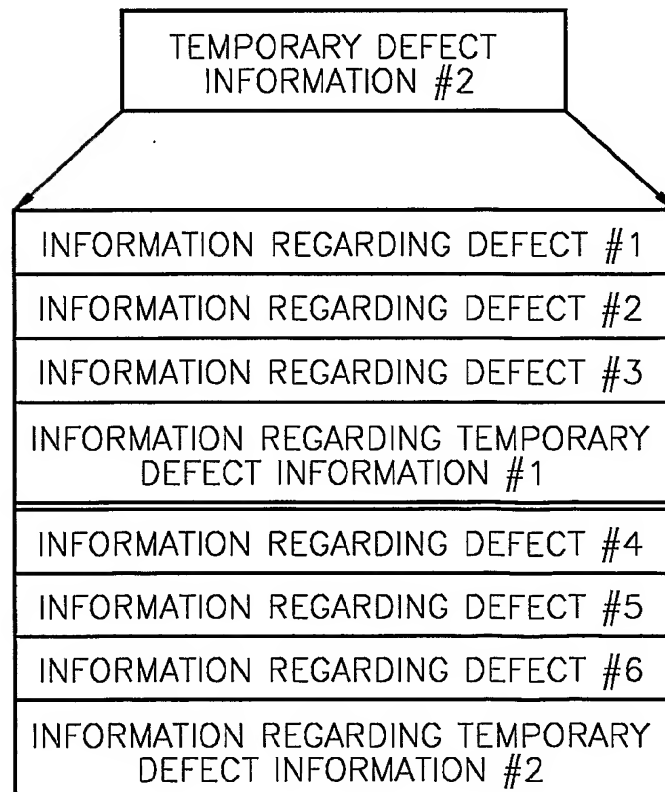 TEMPORARY DEFECT
INFORMATION #2
INFORMATION REGARDING DEFECT #1
INFORMATION REGARDING DEFECT #2
INFORMATION REGARDING DEFECT #3
INFORMATION REGARDING TEMPORARY
DEFECT INFORMATION #1
INFORMATION REGARDING DEFECT #4
INFORMATION REGARDING DEFECT #5
INFORMATION REGARDING DEFECT #6
INFORMATION REGARDING TEMPORARY
DEFECT INFORMATION #2